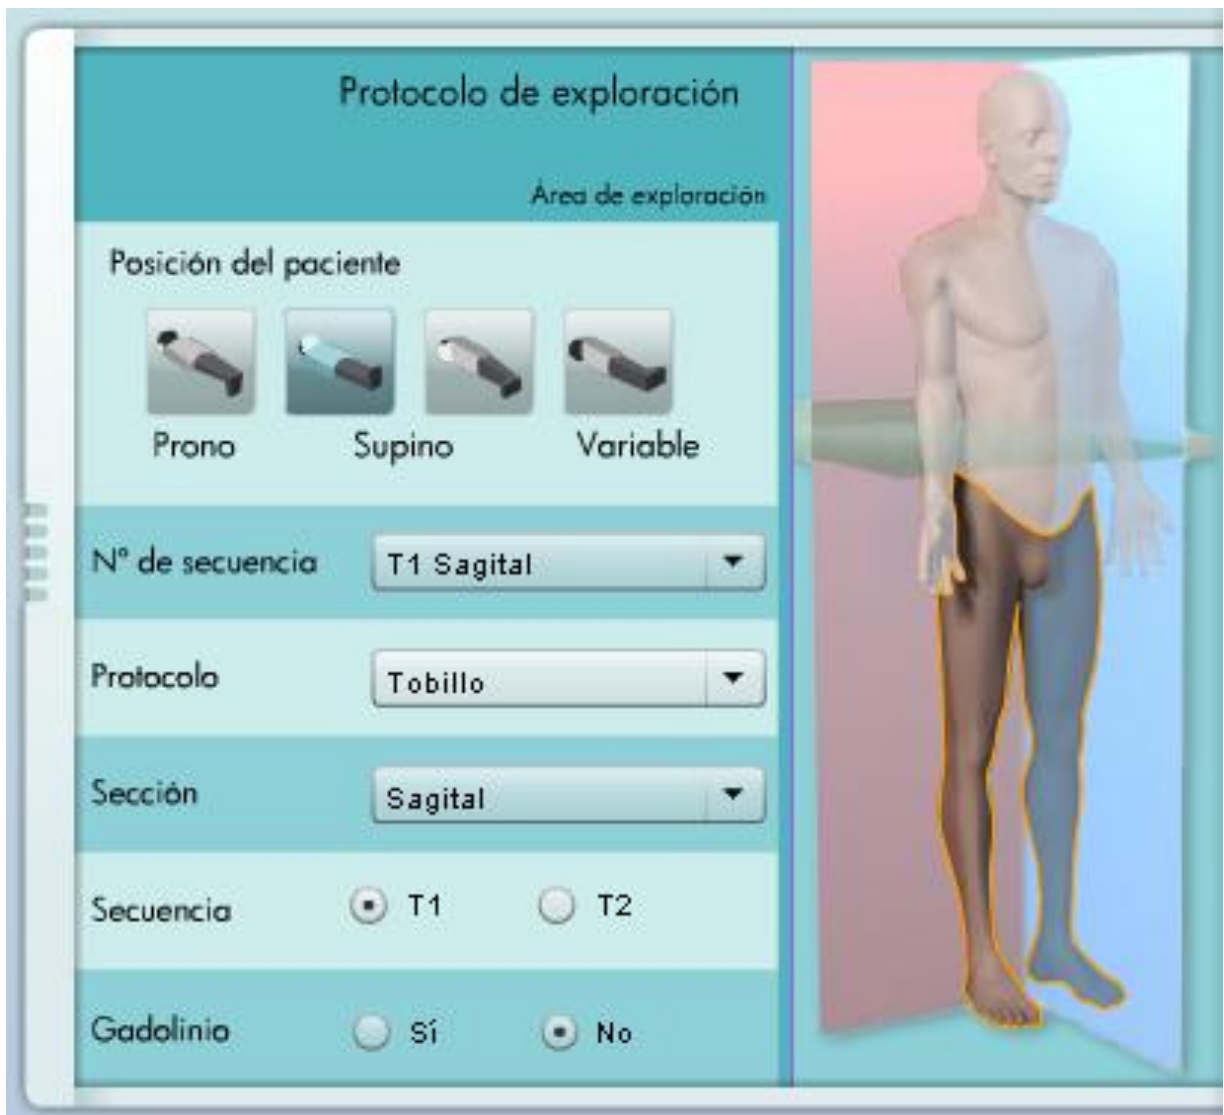 Protocolo de exploración
Área de exploración
Posición del paciente
Prono Supino Variable
Nº de secuencia T1 Sagital
Protocolo Tobillo
Sección Sagital
Secuencia T1 T2
Gadolinio Sí No